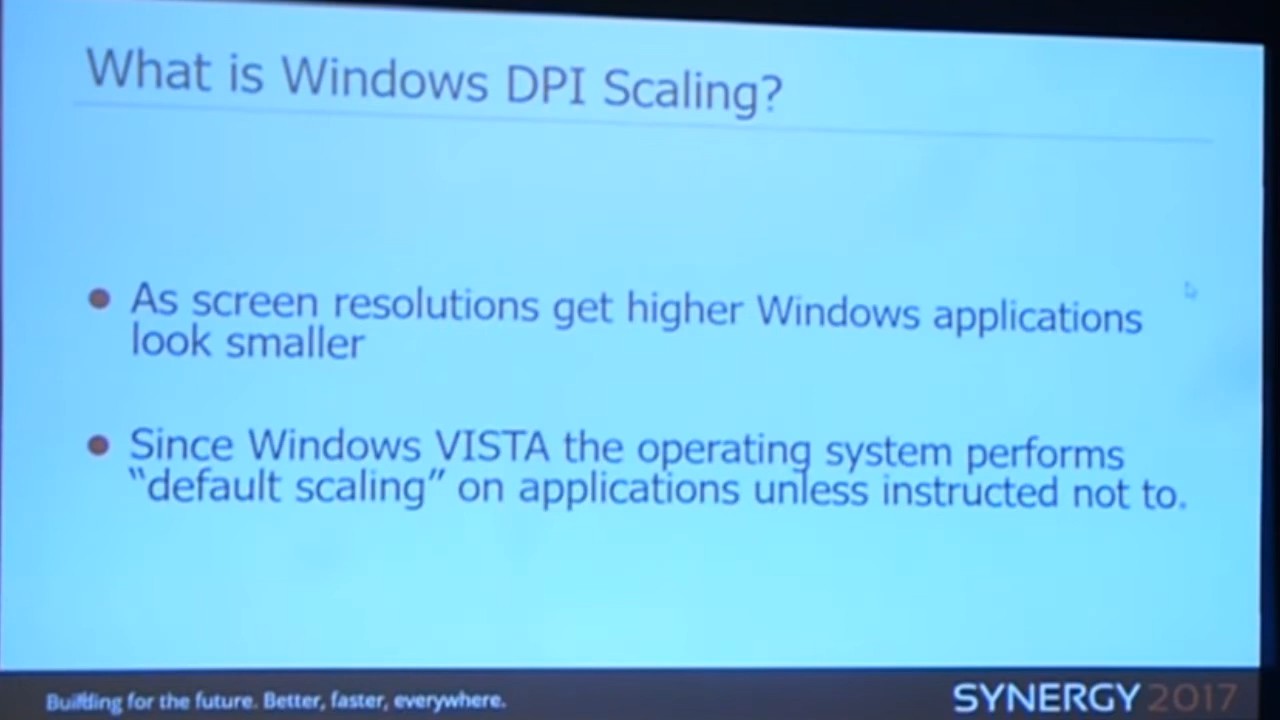 What is Windows DPI Scaling?
As screen resolutions get higher Windows applications
look smaller
Since Windows VISTA the operating system performs
“default scaling” on applications unless instructed not to.
Building for the future. Better, faster, everywhere.
SYNERGY 2017